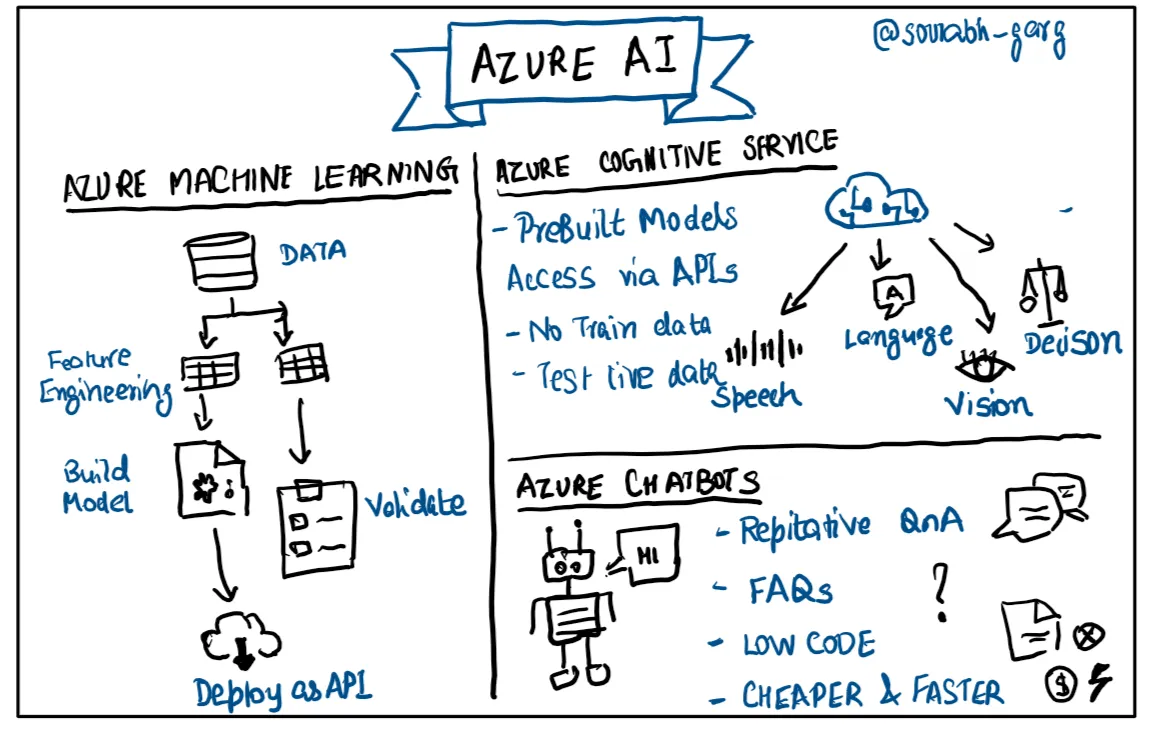 AZURE AI
@sourabh_garg
AZURE MACHINE LEARNING
DATA
Feature
Engineering
Build
Model
Validate
Deploy as API
AZURE COGNITIVE SERVICE
- PreBuilt Models
Access via APIs
- No Train data
- Test live data
Speech
A
Language
Vision
Decison
AZURE CHATBOTS
HI
- Repitative QnA
- FAQs ?
- LOW CODE
- CHEAPER & FASTER
$